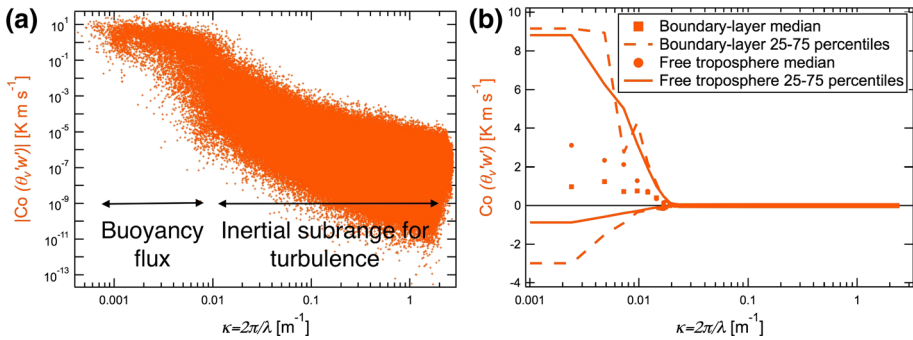 (a)
|Co (θᵥ'w')| [K m s⁻¹]
10¹
10⁻¹
10⁻³
10⁻⁵
10⁻⁷
10⁻⁹
10⁻¹¹
10⁻¹³
Buoyancy
flux
Inertial subrange for
turbulence
0.001
0.01
0.1
1
κ=2π/λ [m⁻¹]
(b)
Co (θᵥ'w') [K m s⁻¹]
10
8
6
4
2
0
-2
-4
Boundary-layer median
Boundary-layer 25-75 percentiles
Free troposphere median
Free troposphere 25-75 percentiles
0.001
0.01
0.1
1
κ=2π/λ [m⁻¹]